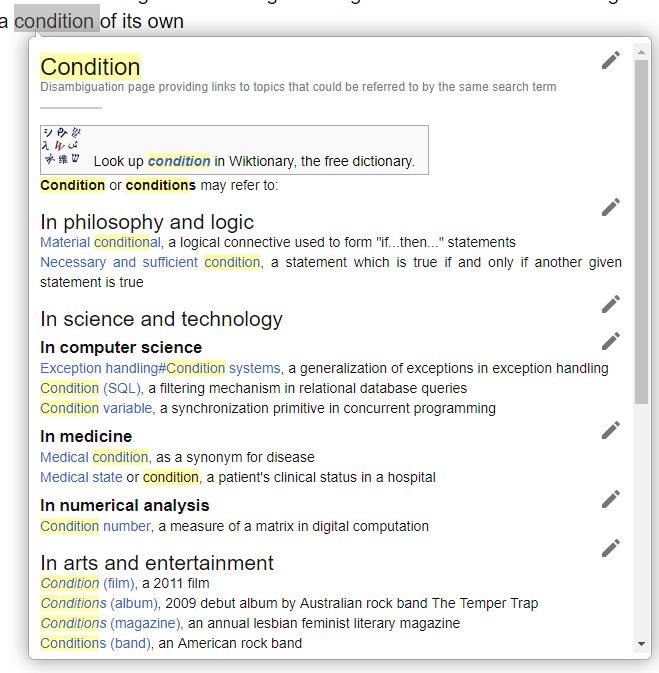 a condition of its own
Condition
Disambiguation page providing links to topics that could be referred to by the same search term
Look up condition in Wiktionary, the free dictionary.
Condition or conditions may refer to:
In philosophy and logic
Material conditional, a logical connective used to form "if...then..." statements
Necessary and sufficient condition, a statement which is true if and only if another given
statement is true
In science and technology
In computer science
Exception handling#Condition systems, a generalization of exceptions in exception handling
Condition (SQL), a filtering mechanism in relational database queries
Condition variable, a synchronization primitive in concurrent programming
In medicine
Medical condition, as a synonym for disease
Medical state or condition, a patient's clinical status in a hospital
In numerical analysis
Condition number, a measure of a matrix in digital computation
In arts and entertainment
Condition (film), a 2011 film
Conditions (album), 2009 debut album by Australian rock band The Temper Trap
Conditions (magazine), an annual lesbian feminist literary magazine
Conditions (band), an American rock band